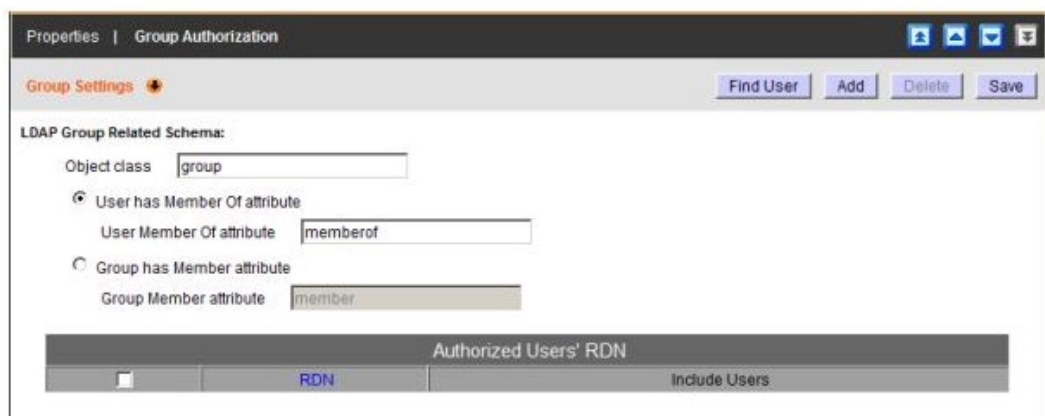 Properties | Group Authorization
Group Settings
Find User Add Delete Save
LDAP Group Related Schema:
Object class group
User has Member Of attribute
User Member Of attribute memberof
Group has Member attribute
Group Member attribute member
Authorized Users' RDN
RDN Include Users